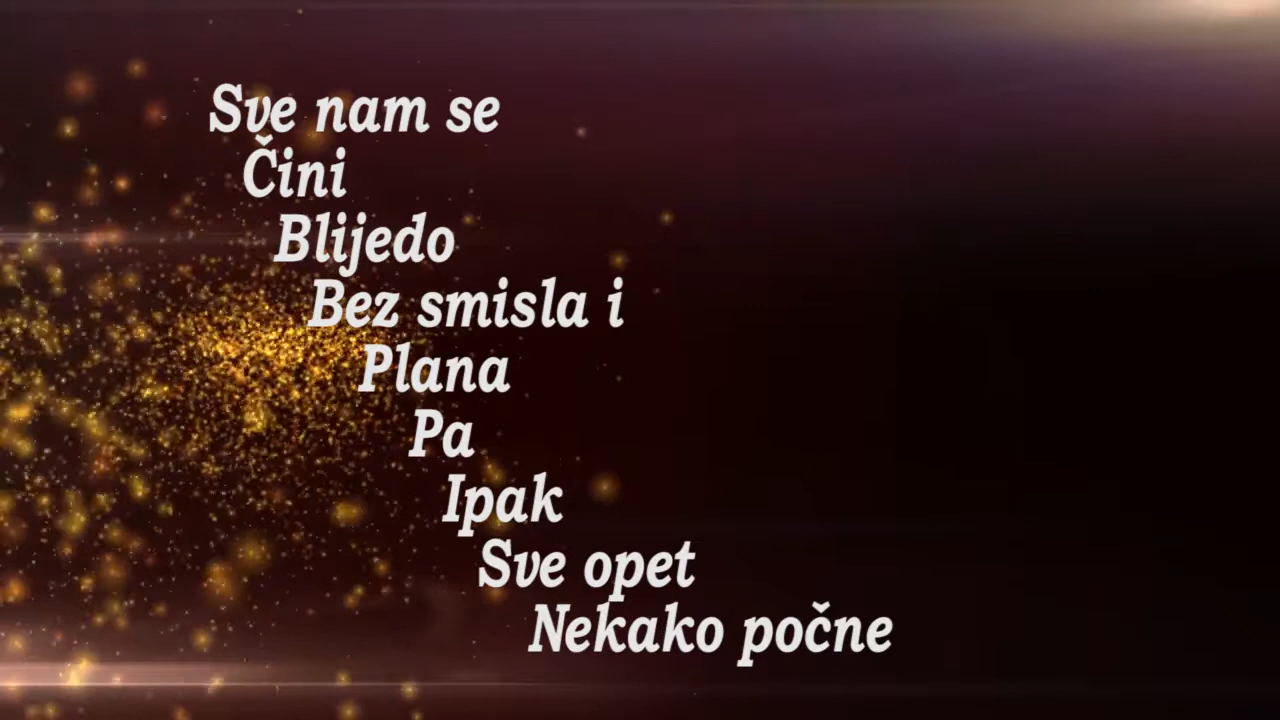 Sve nam se
Čini
Blijedo
Bez smisla i
Plana
Pa
Ipak
Sve opet
Nekako počne